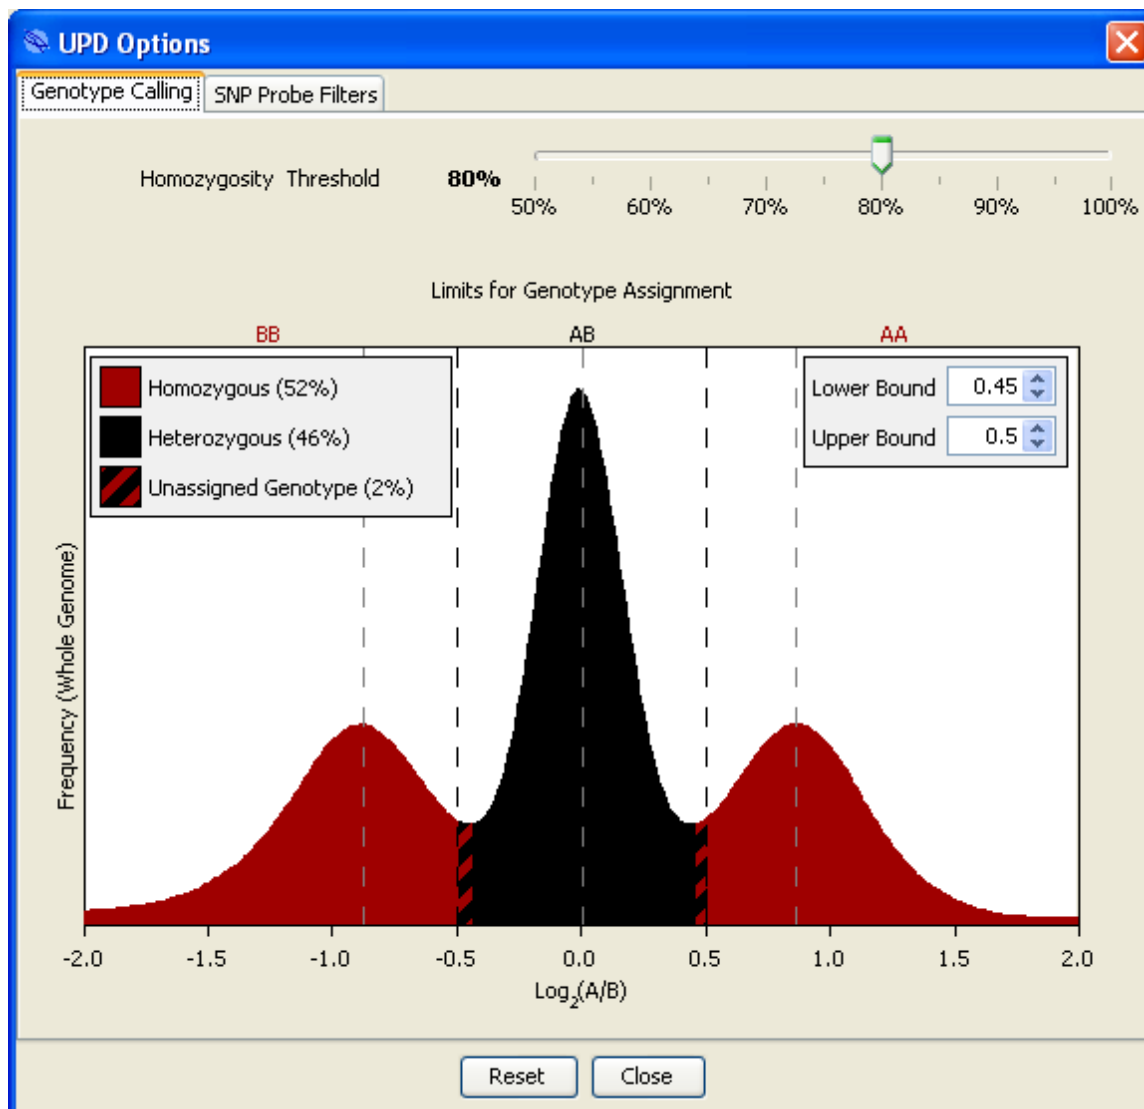 UPD Options
Genotype Calling SNP Probe Filters
Homozygosity Threshold 80%
50% 60% 70% 80% 90% 100%
Limits for Genotype Assignment
BB AB AA
Homozygous (52%)
Heterozygous (46%)
Unassigned Genotype (2%)
Lower Bound 0.45
Upper Bound 0.5
Frequency (Whole Genome)
-2.0 -1.5 -1.0 -0.5 0.0 0.5 1.0 1.5 2.0
Log₂(A/B)
Reset Close